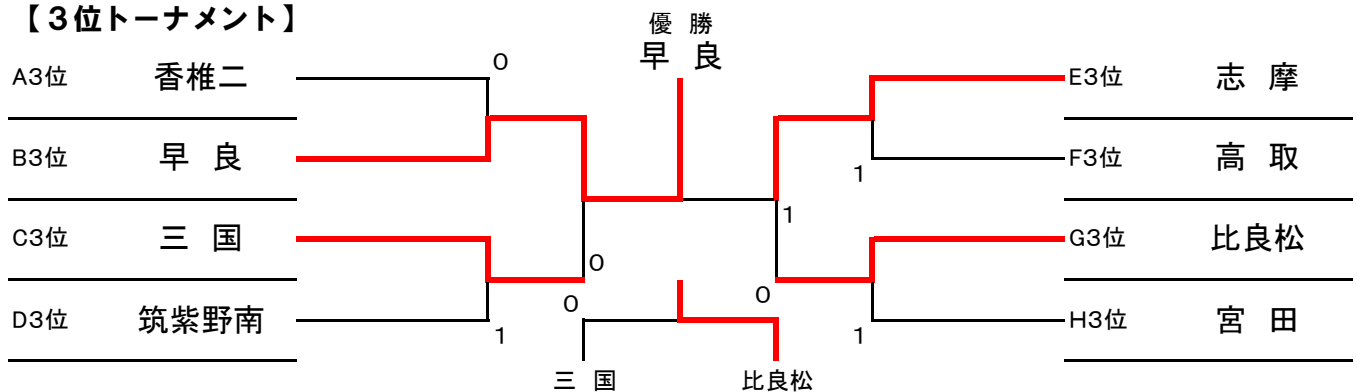 【３位トーナメント】
優 勝
早 良
A3位 香椎二
0
E3位 志 摩
B3位 早 良
F3位 高 取
1
C3位 三 国
1
G3位 比良松
0
D3位 筑紫野南
0
0
1
1
H3位 宮 田
三 国
比良松